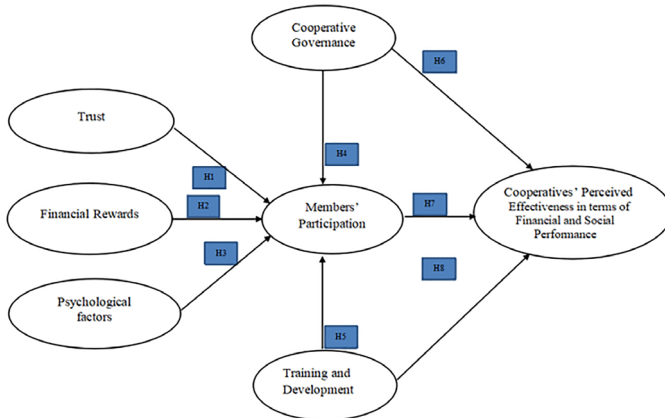 Cooperative
Governance
H6
Trust
H1
H4
Financial Rewards
H2
Members'
Participation
H7
Cooperatives' Perceived
Effectiveness in terms of
Financial and Social
Performance
H3
H8
Psychological
factors
H5
Training and
Development